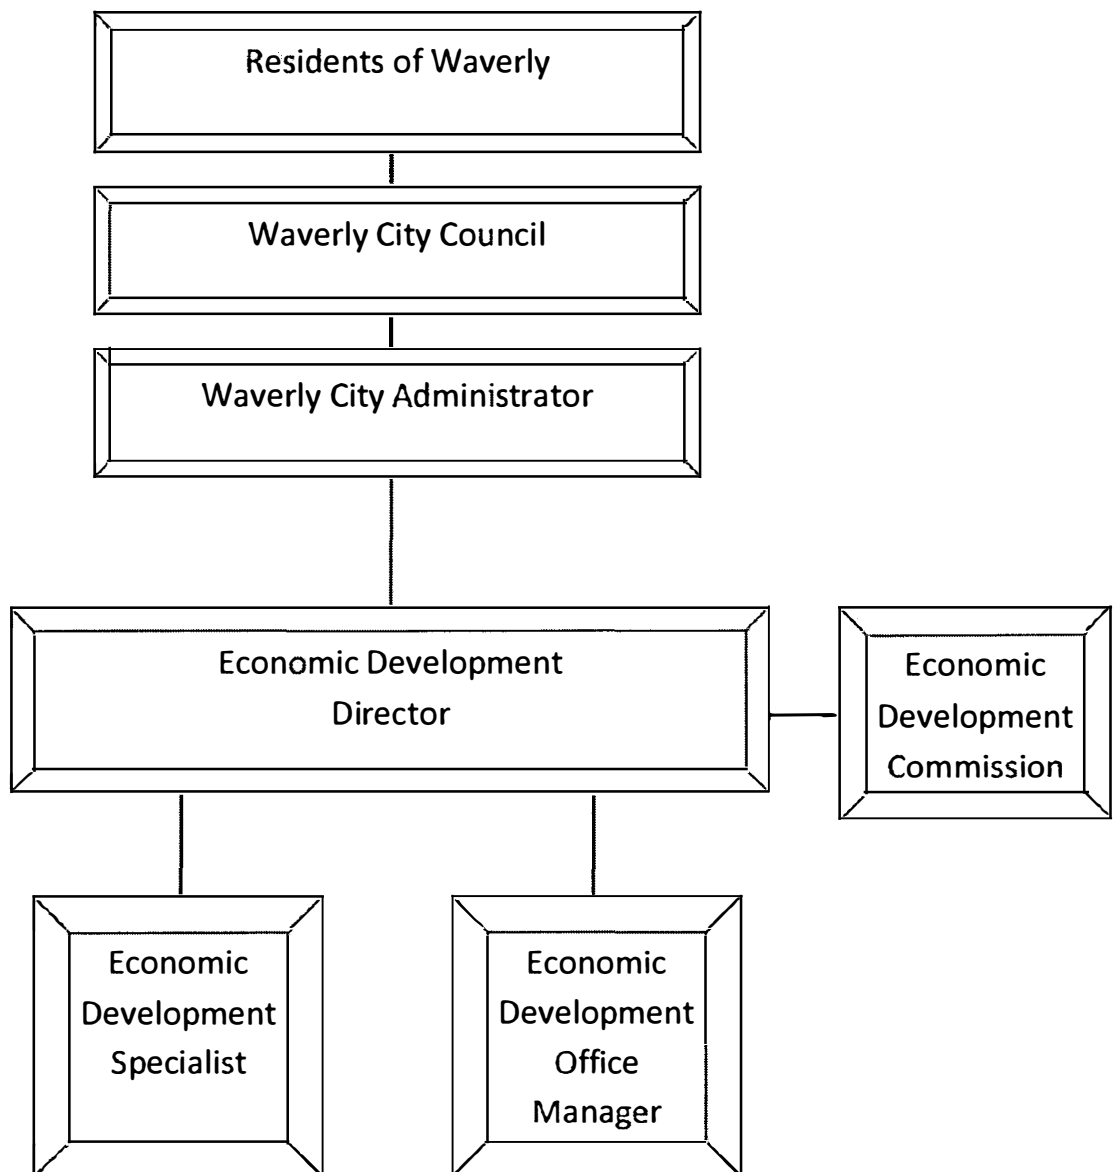 Residents of Waverly
Waverly City Council
Waverly City Administrator
Economic Development
Director
Economic
Development
Commission
Economic
Development
Specialist
Economic
Development
Office
Manager